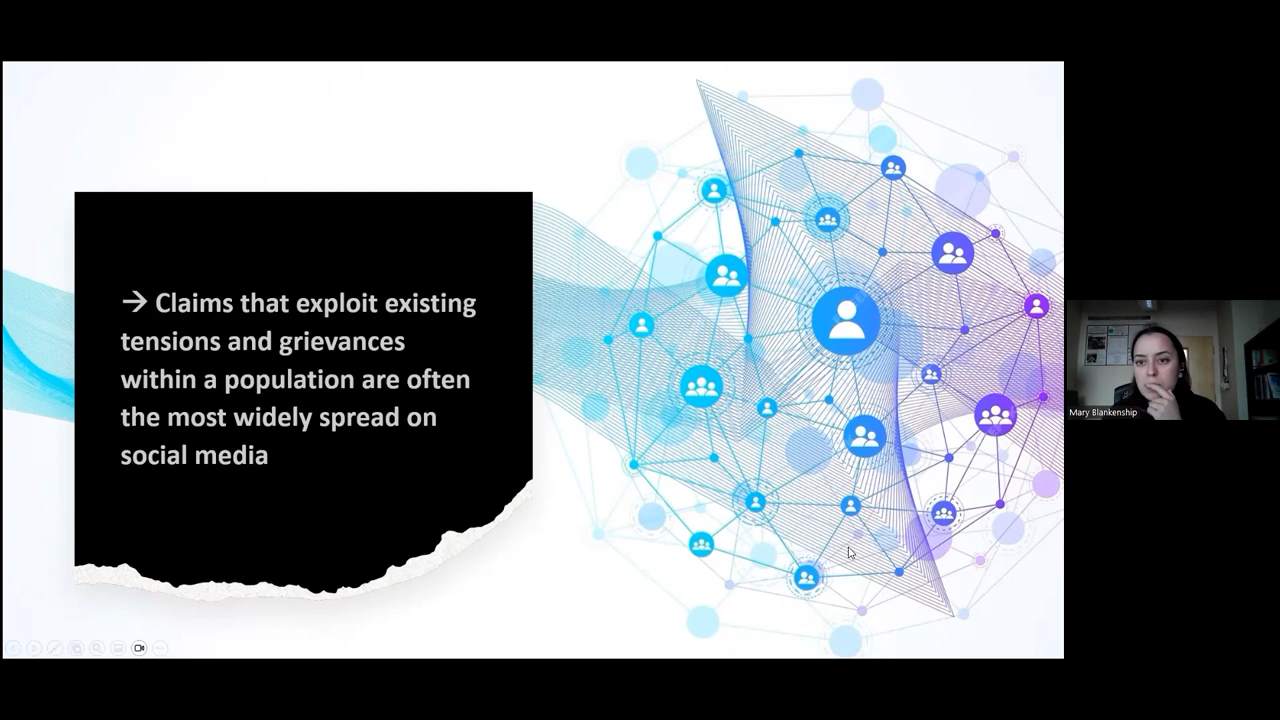 → Claims that exploit existing
tensions and grievances
within a population are often
the most widely spread on
social media
Mary Blankenship